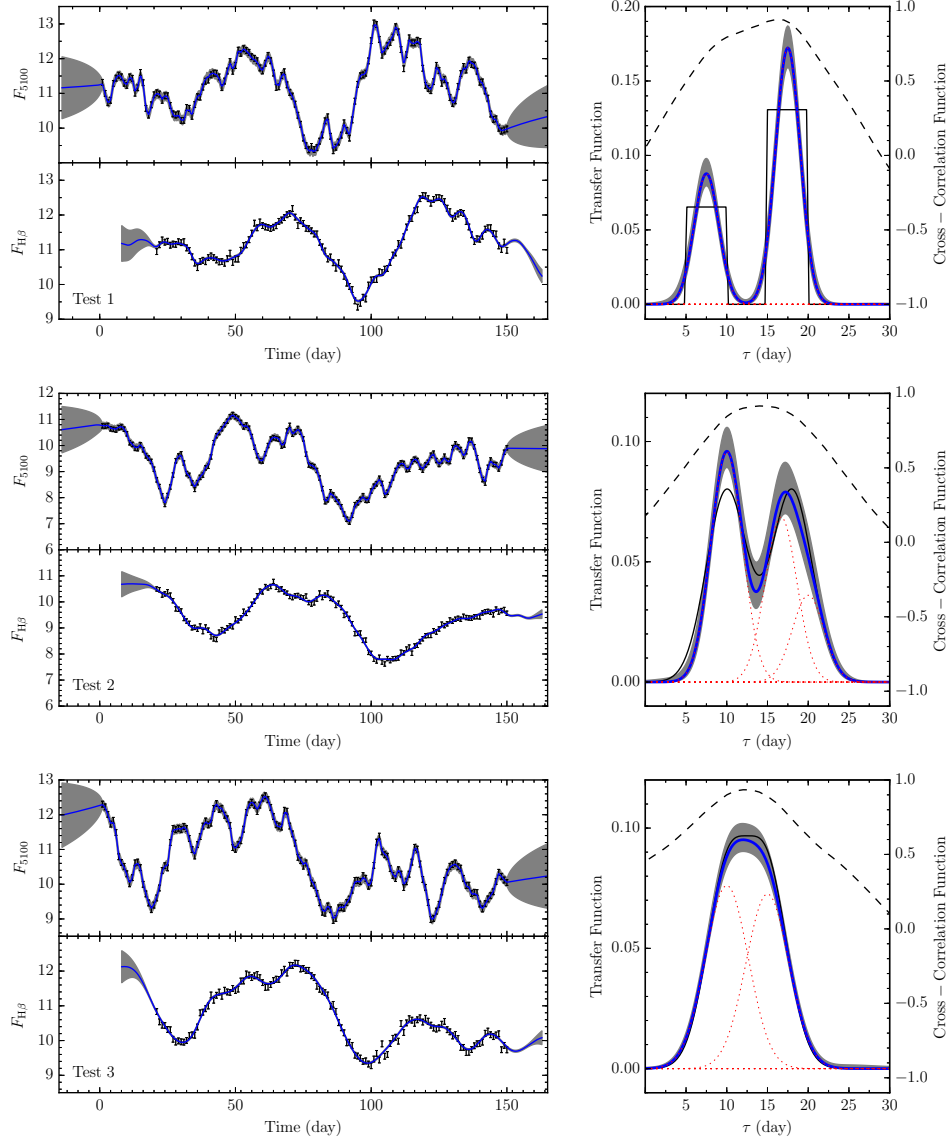 13
12
11
10
F5100
13
12
11
10
9
FHβ
Test 1
0 50 100 150
Time (day)
0.20
0.15
0.10
0.05
0.00
Transfer Function
1.0
0.5
0.0
−0.5
−1.0
Cross−Correlation Function
5 10 15 20 25 30
τ (day)
12
11
10
9
8
7
6
F5100
11
10
9
8
7
6
FHβ
Test 2
0 50 100 150
Time (day)
0.10
0.05
0.00
Transfer Function
1.0
0.5
0.0
−0.5
−1.0
Cross−Correlation Function
5 10 15 20 25 30
τ (day)
13
12
11
10
9
F5100
12
11
10
9
FHβ
Test 3
0 50 100 150
Time (day)
0.10
0.05
0.00
Transfer Function
1.0
0.5
0.0
−0.5
−1.0
Cross−Correlation Function
5 10 15 20 25 30
τ (day)